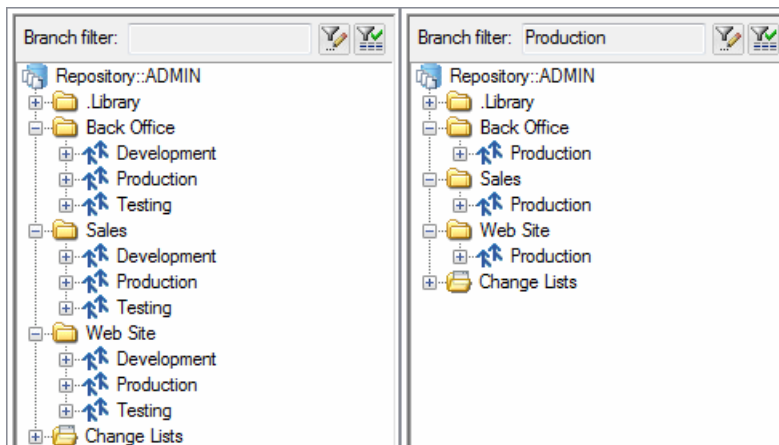 Branch filter:
Repository::ADMIN
.Library
Back Office
Development
Production
Testing
Sales
Development
Production
Testing
Web Site
Development
Production
Testing
Change Lists
Branch filter: Production
Repository::ADMIN
.Library
Back Office
Production
Sales
Production
Web Site
Production
Change Lists